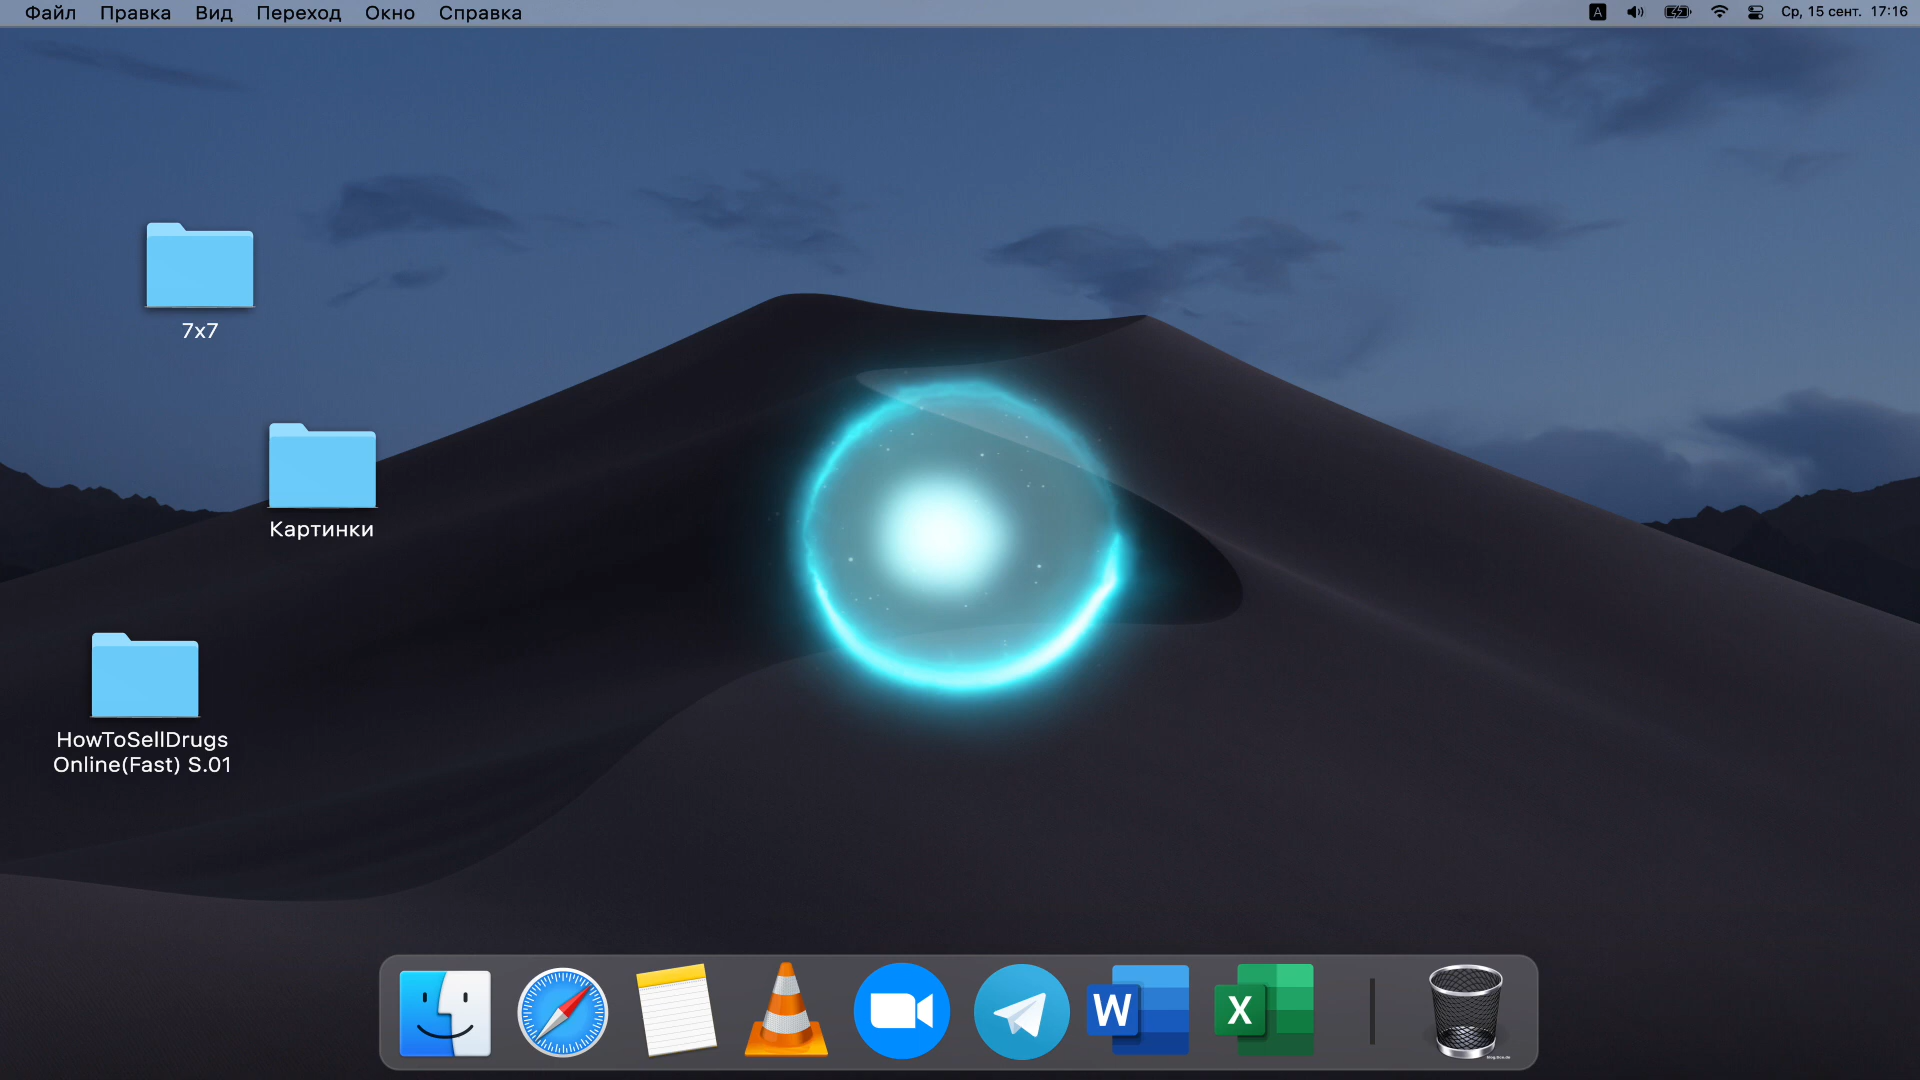 Файл Правка Вид Переход Окно Справка A Ср, 15 сент. 17:16
7x7
Картинки
HowToSellDrugs
Online(Fast) S.01
W X